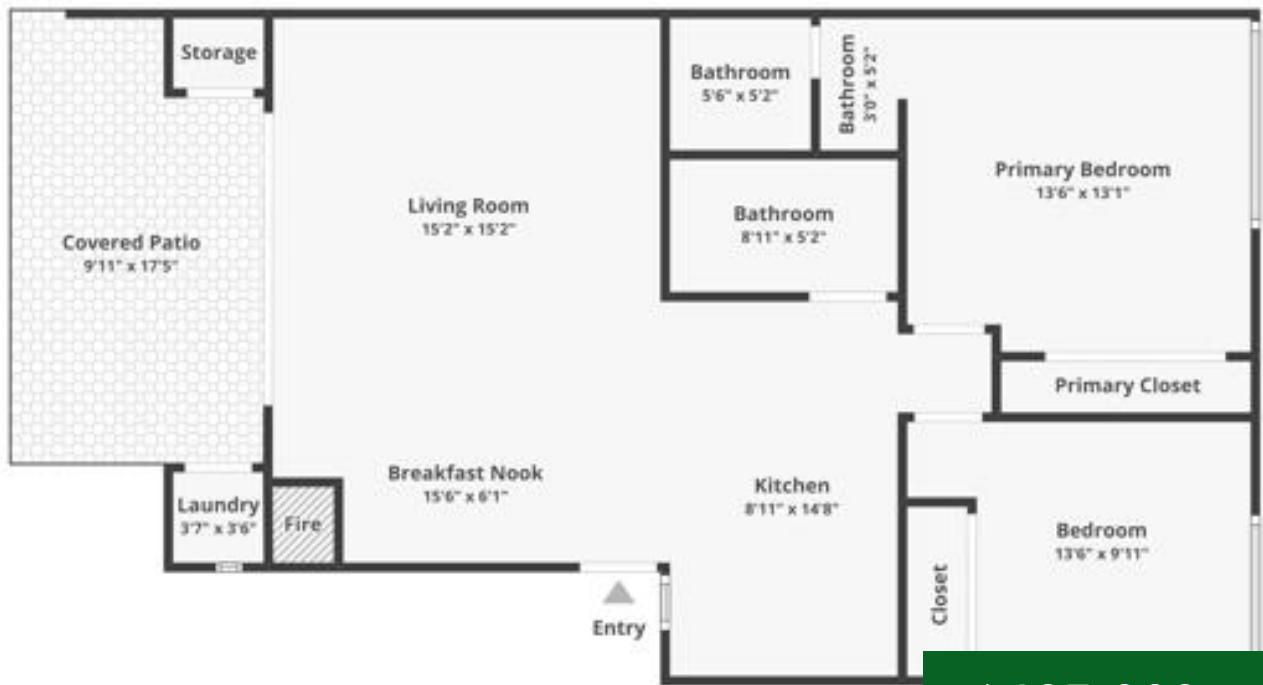 Storage
Bathroom
5'6" x 5'2"
Bathroom
3'0" x 5'2"
Primary Bedroom
13'6" x 13'1"
Living Room
15'2" x 15'2"
Bathroom
8'11" x 5'2"
Covered Patio
9'11" x 17'5"
Primary Closet
Breakfast Nook
15'6" x 6'1"
Kitchen
8'11" x 14'8"
Laundry
3'7" x 3'6"
Fire
Bedroom
13'6" x 9'11"
Closet
Entry